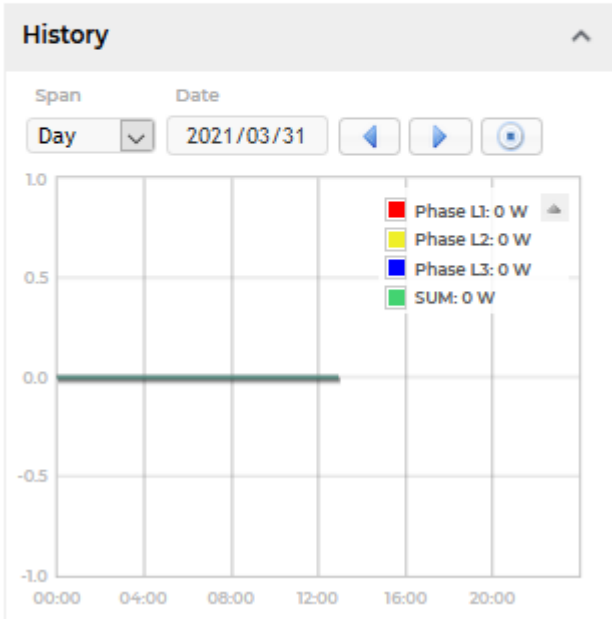 History
Span Date
Day 2021/03/31
1.0
Phase L1: 0 W
Phase L2: 0 W
0.5
Phase L3: 0 W
SUM: 0 W
0.0
-0.5
-1.0
00:00 04:00 08:00 12:00 16:00 20:00